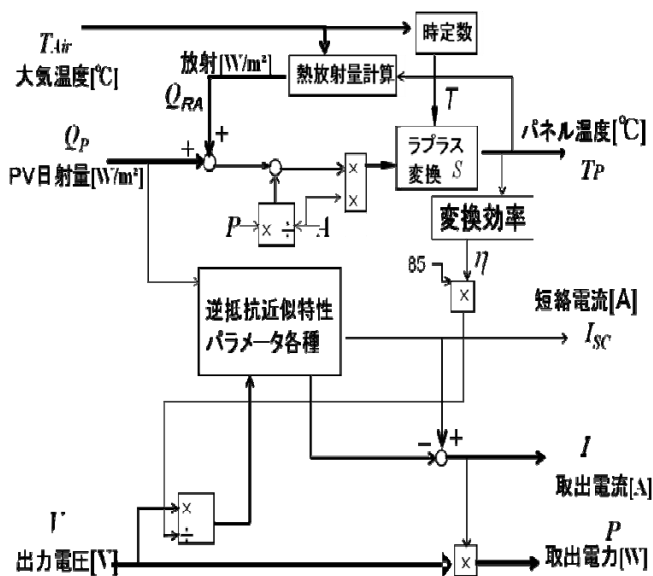 T_Air
大気温度[℃]
時定数
放射[W/m²]
Q_RA
熱放射量計算
T
パネル温度[℃]
T_P
Q_P
PV日射量[W/m²]
+
+
ラプラス
変換 S
×
×
P
×
÷
A
変換効率
η
85
×
逆抵抗近似特性
パラメータ各種
短絡電流[A]
I_SC
−
+
I
取出電流[A]
V
出力電圧[V]
×
÷
×
P
取出電力[W]